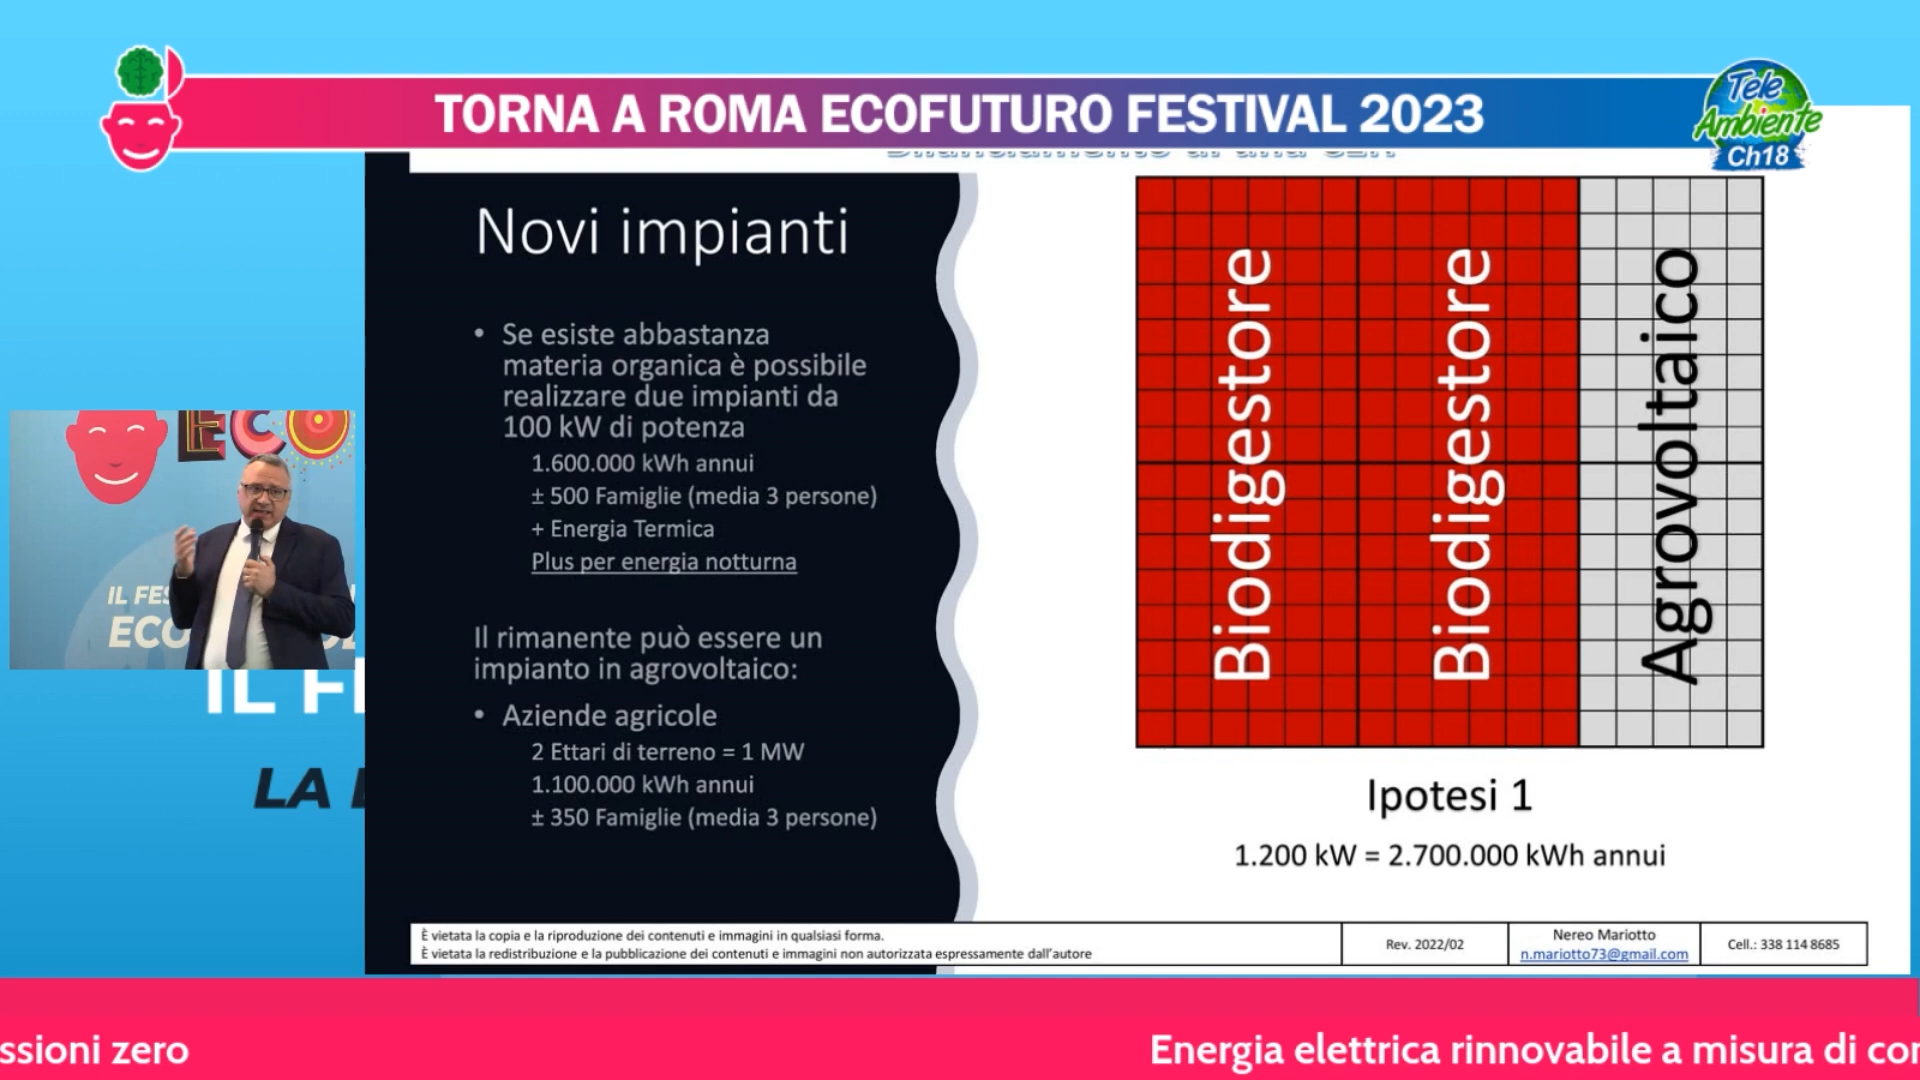 TORNA A ROMA ECOFUTURO FESTIVAL 2023
Tele
Ambiente
Ch18
Novi impianti
• Se esiste abbastanza
materia organica è possibile
realizzare due impianti da
100 kW di potenza
1.600.000 kWh annui
± 500 Famiglie (media 3 persone)
+ Energia Termica
Plus per energia notturna
Il rimanente può essere un
impianto in agrovoltaico:
• Aziende agricole
2 Ettari di terreno = 1 MW
1.100.000 kWh annui
± 350 Famiglie (media 3 persone)
Biodigestore
Biodigestore
Agrovoltaico
Ipotesi 1
1.200 kW = 2.700.000 kWh annui
È vietata la copia e la riproduzione dei contenuti e immagini in qualsiasi forma.
È vietata la redistribuzione e la pubblicazione dei contenuti e immagini non autorizzata espressamente dall'autore
Rev. 2022/02
Nereo Mariotto
n.mariotto73@gmail.com
Cell.: 338 114 8685
ECO
IL FES
ECO
IL F
LA
ssioni zero
Energia elettrica rinnovabile a misura di co